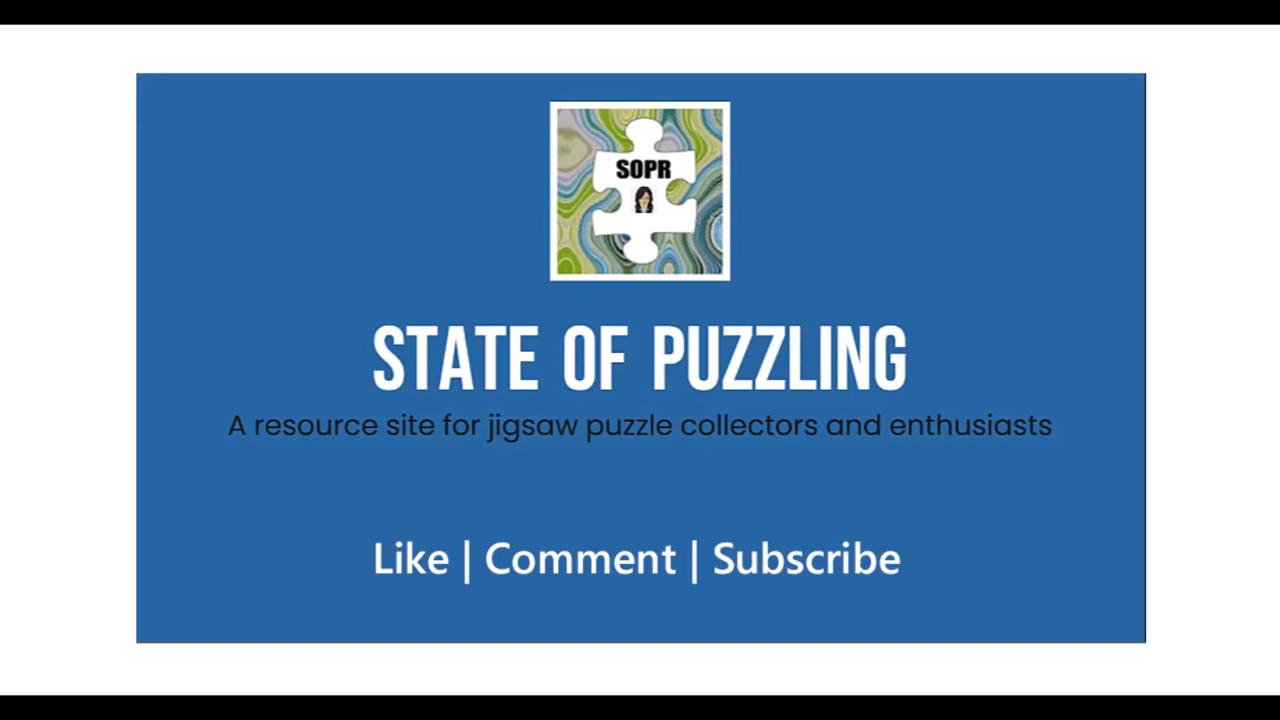 SOPR
STATE OF PUZZLING
A resource site for jigsaw puzzle collectors and enthusiasts
Like | Comment | Subscribe